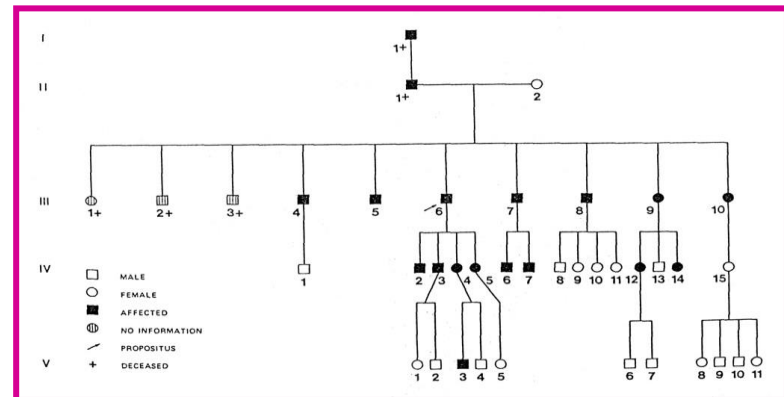 I
1+
II
1+ 2
III
1+ 2+ 3+ 4 5 6 7 8 9 10
IV
1 2 3 4 5 6 7 8 9 10 11 12 13 14 15
MALE
FEMALE
AFFECTED
NO INFORMATION
PROPOSITUS
+ DECEASED
V
1 2 3 4 5 6 7 8 9 10 11